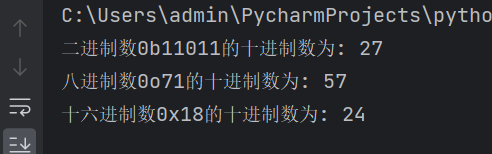 C:\Users\admin\PycharmProjects\pytho
二进制数0b11011的十进制数为: 27
八进制数0o71的十进制数为: 57
十六进制数0x18的十进制数为: 24